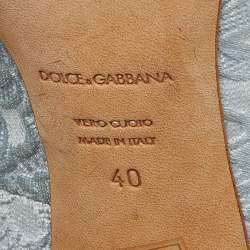 DOLCE & GABBANA
VERO CUOIO
MADE IN ITALY
40